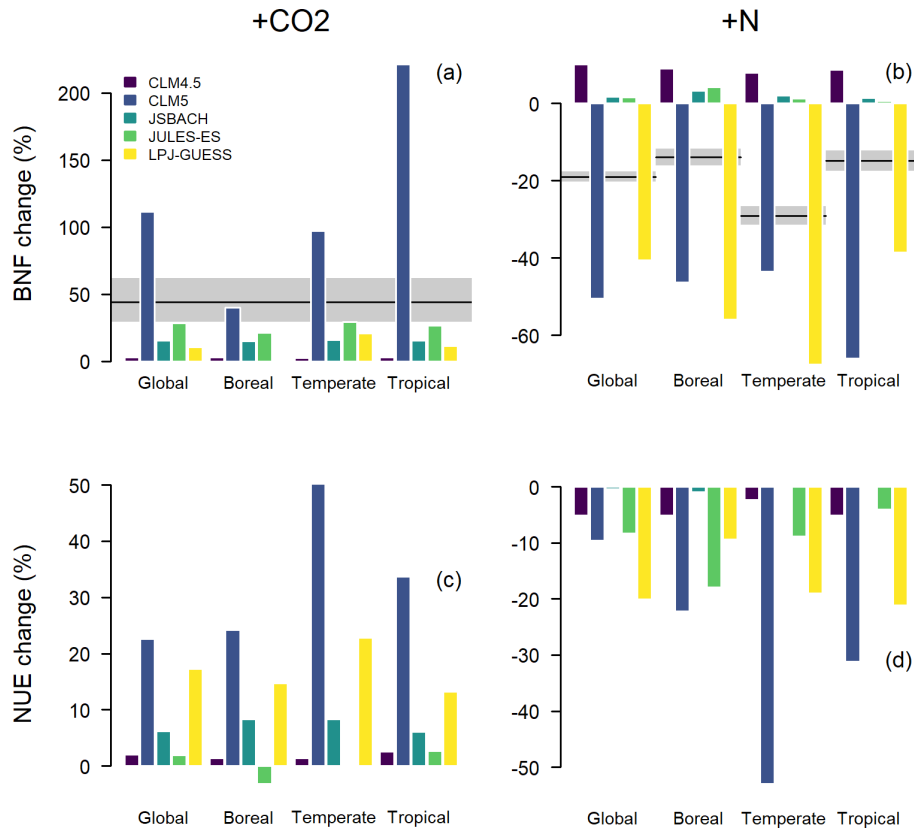 +CO2
+N
(a)
CLM4.5
CLM5
JSBACH
JULES-ES
LPJ-GUESS
BNF change (%)
200
150
100
50
0
Global Boreal Temperate Tropical
(b)
0
-20
-40
-60
Global Boreal Temperate Tropical
(c)
NUE change (%)
50
40
30
20
10
0
Global Boreal Temperate Tropical
(d)
0
-10
-20
-30
-40
-50
Global Boreal Temperate Tropical